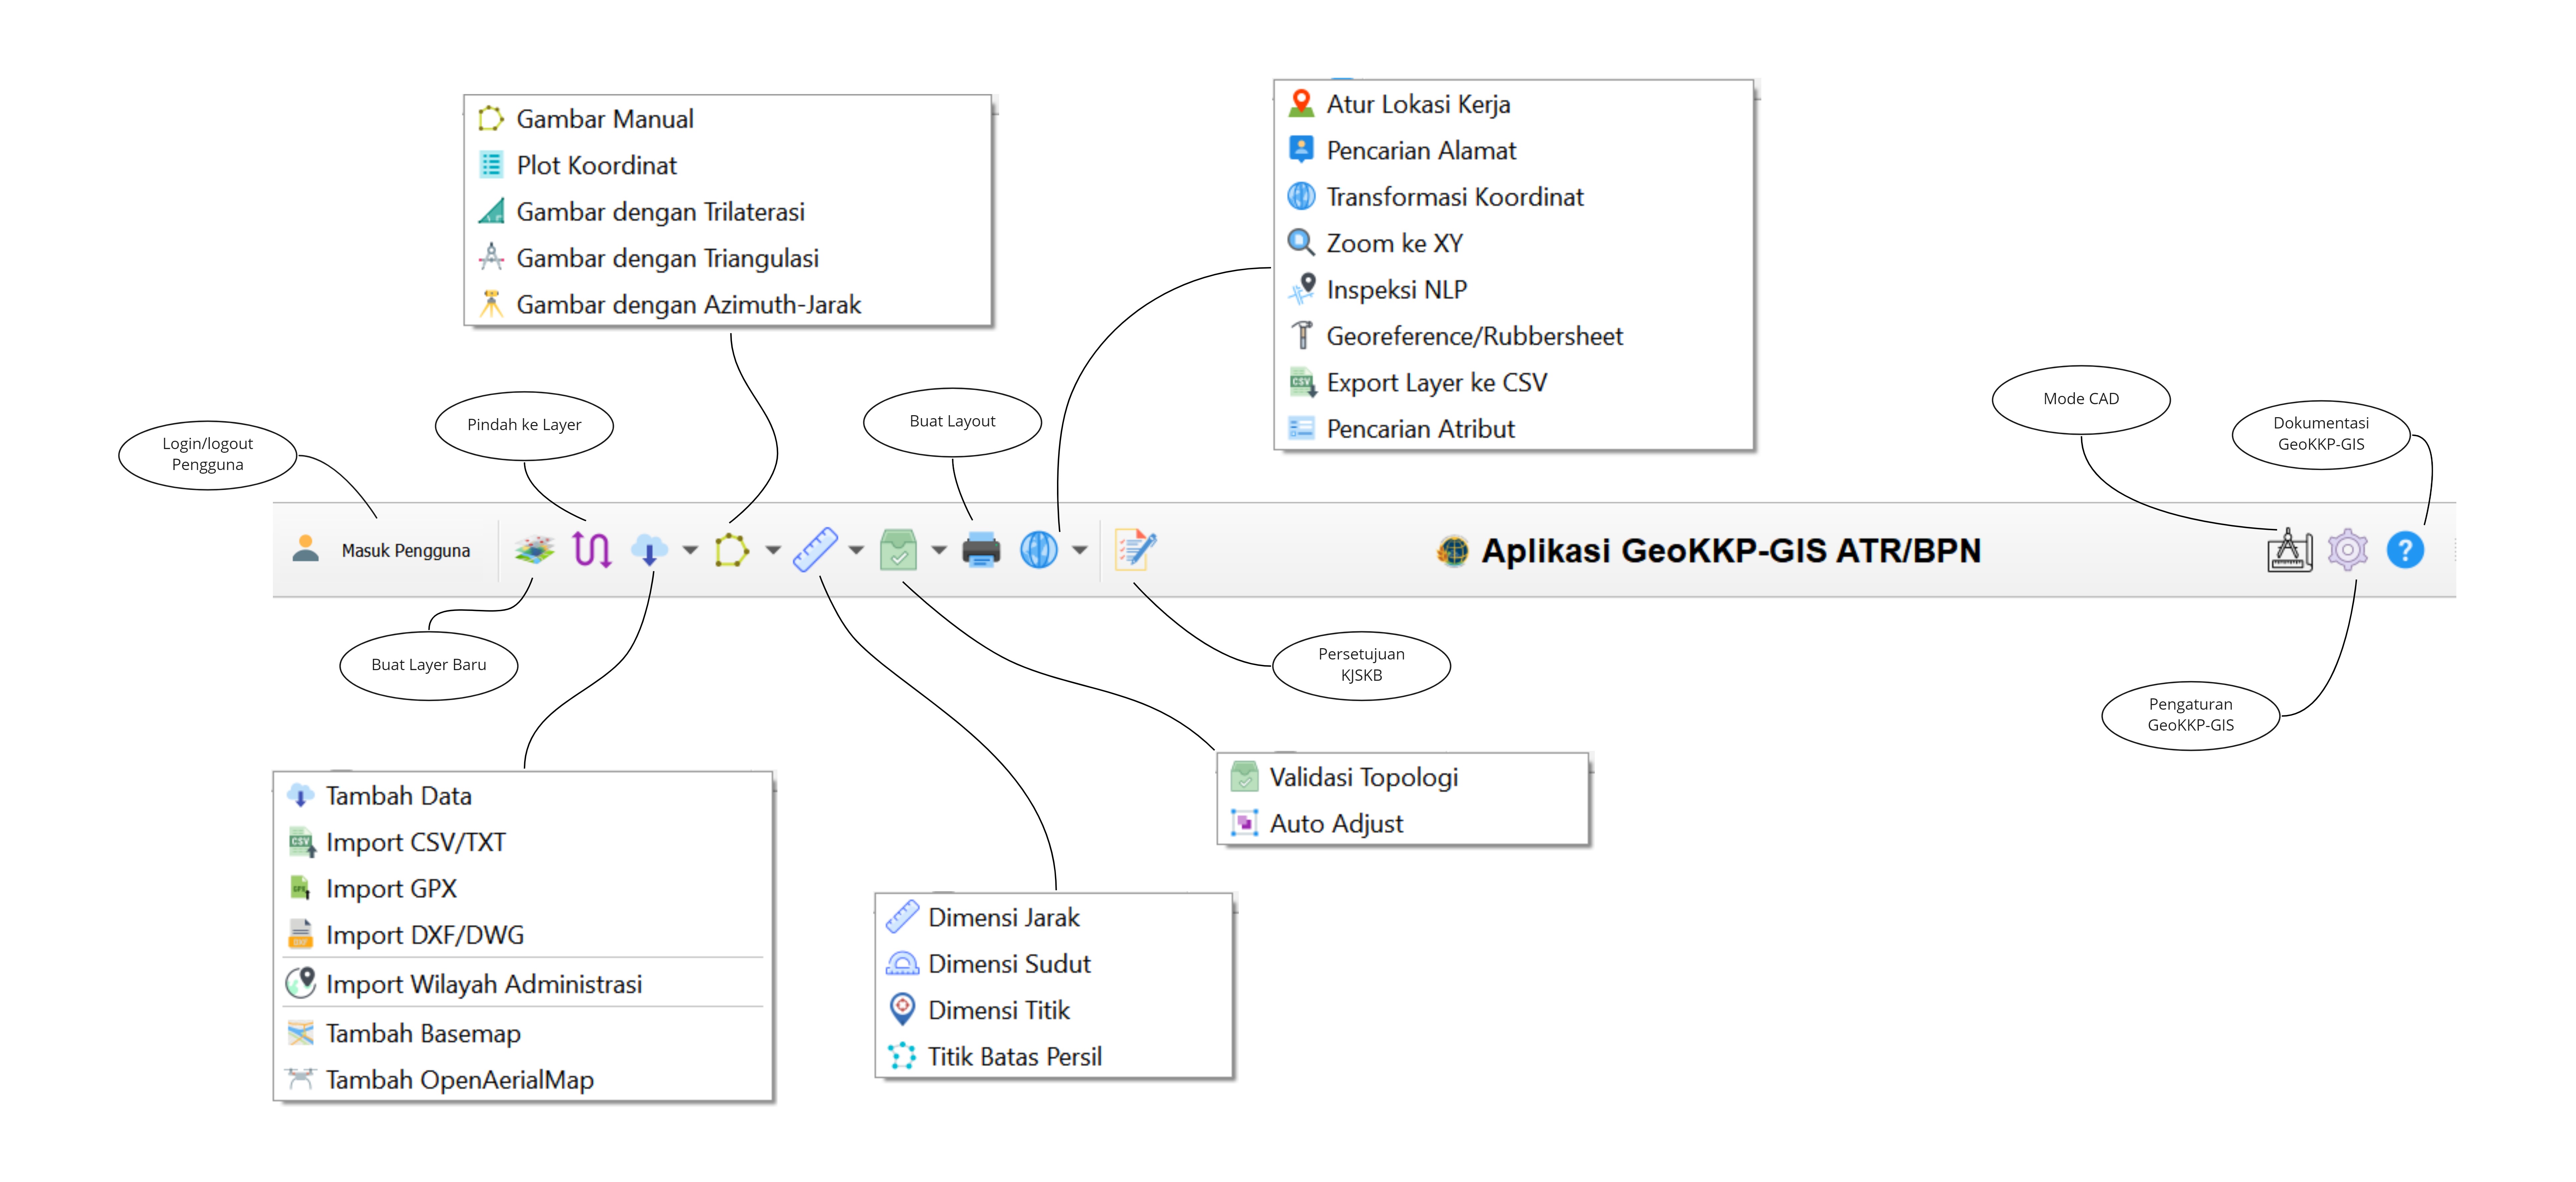 Gambar Manual
Plot Koordinat
Gambar dengan Trilaterasi
Gambar dengan Triangulasi
Gambar dengan Azimuth-Jarak
Atur Lokasi Kerja
Pencarian Alamat
Transformasi Koordinat
Zoom ke XY
Inspeksi NLP
Georeference/Rubbersheet
Export Layer ke CSV
Pencarian Atribut
Login/logout
Pengguna
Pindah ke Layer
Buat Layout
Mode CAD
Dokumentasi
GeoKKP-GIS
Masuk Pengguna
Aplikasi GeoKKP-GIS ATR/BPN
?
Buat Layer Baru
Persetujuan
KJSKB
Pengaturan
GeoKKP-GIS
Tambah Data
Import CSV/TXT
Import GPX
Import DXF/DWG
Import Wilayah Administrasi
Tambah Basemap
Tambah OpenAerialMap
Dimensi Jarak
Dimensi Sudut
Dimensi Titik
Titik Batas Persil
Validasi Topologi
Auto Adjust